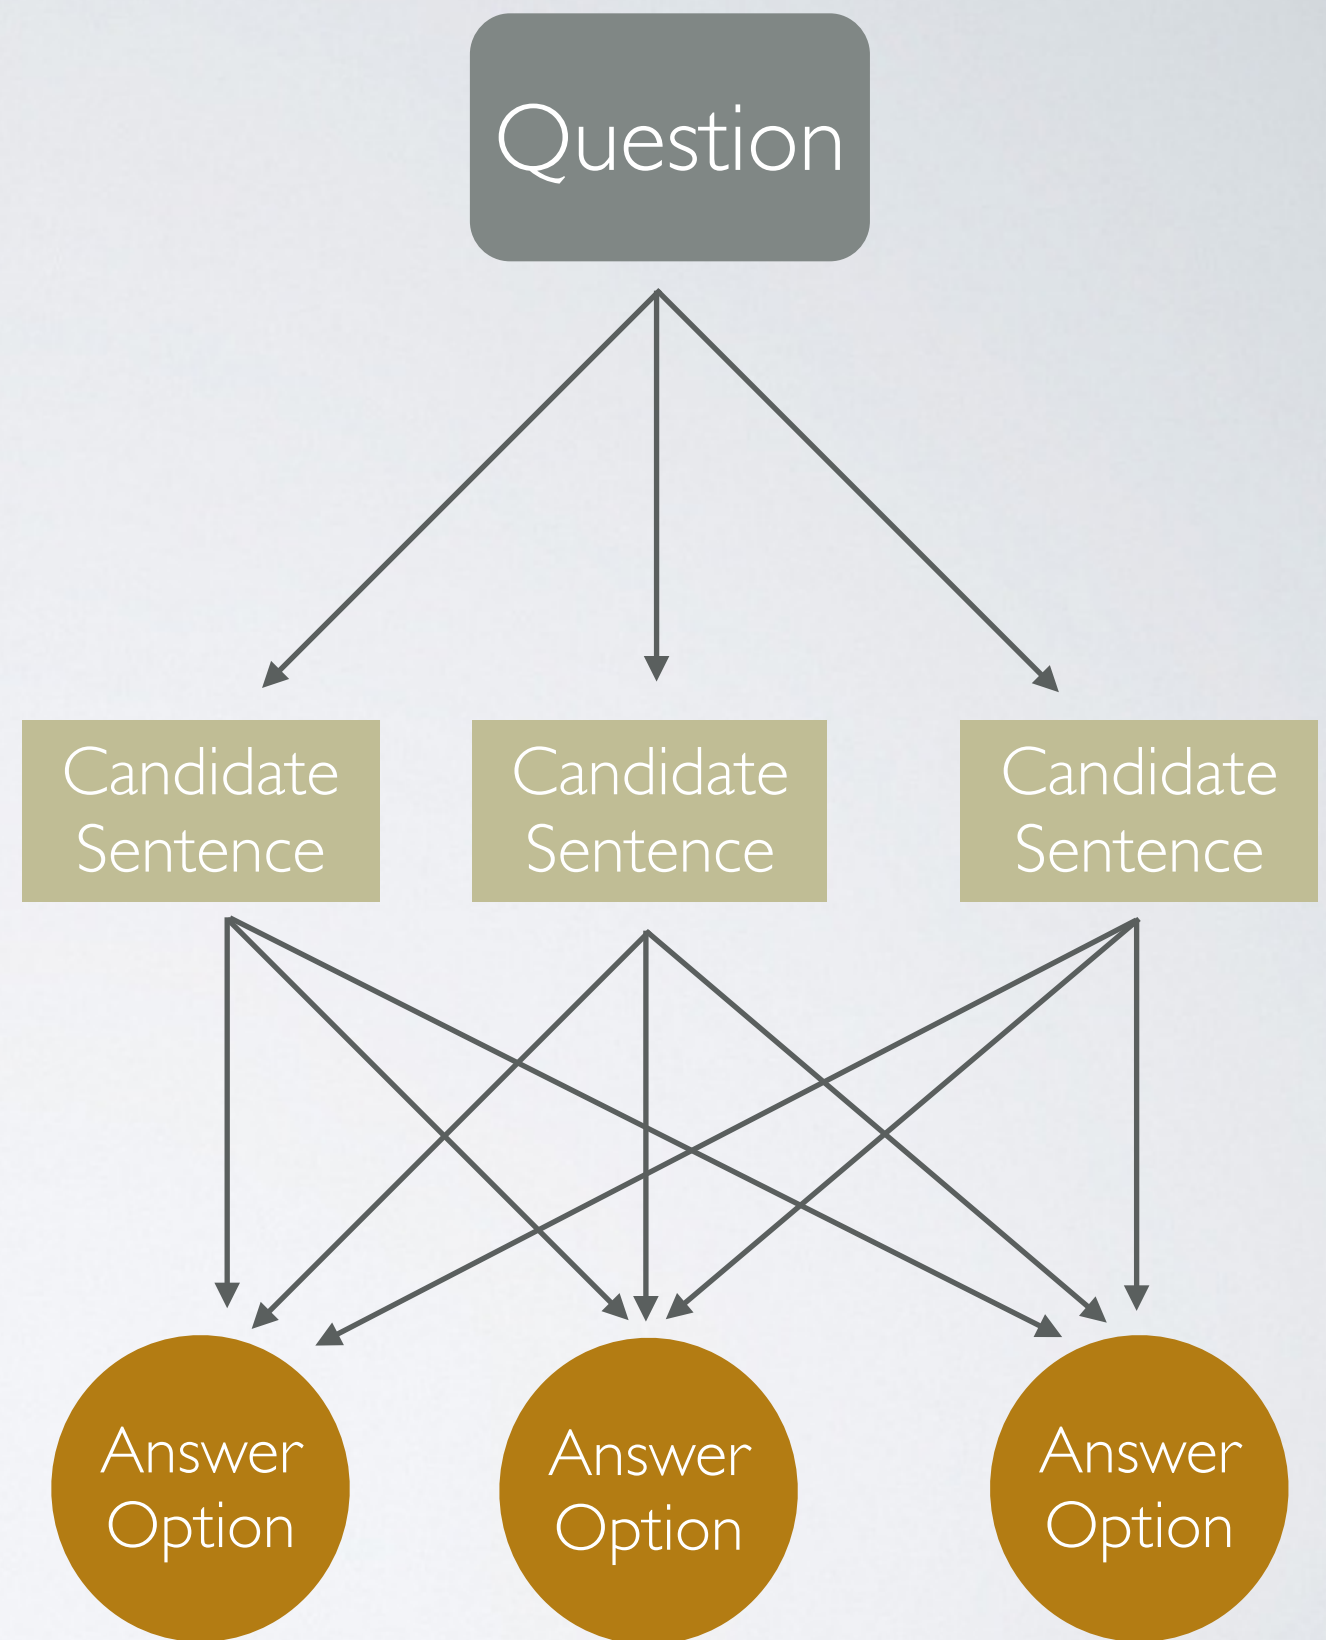 Question
Candidate
Sentence
Candidate
Sentence
Candidate
Sentence
Answer
Option
Answer
Option
Answer
Option